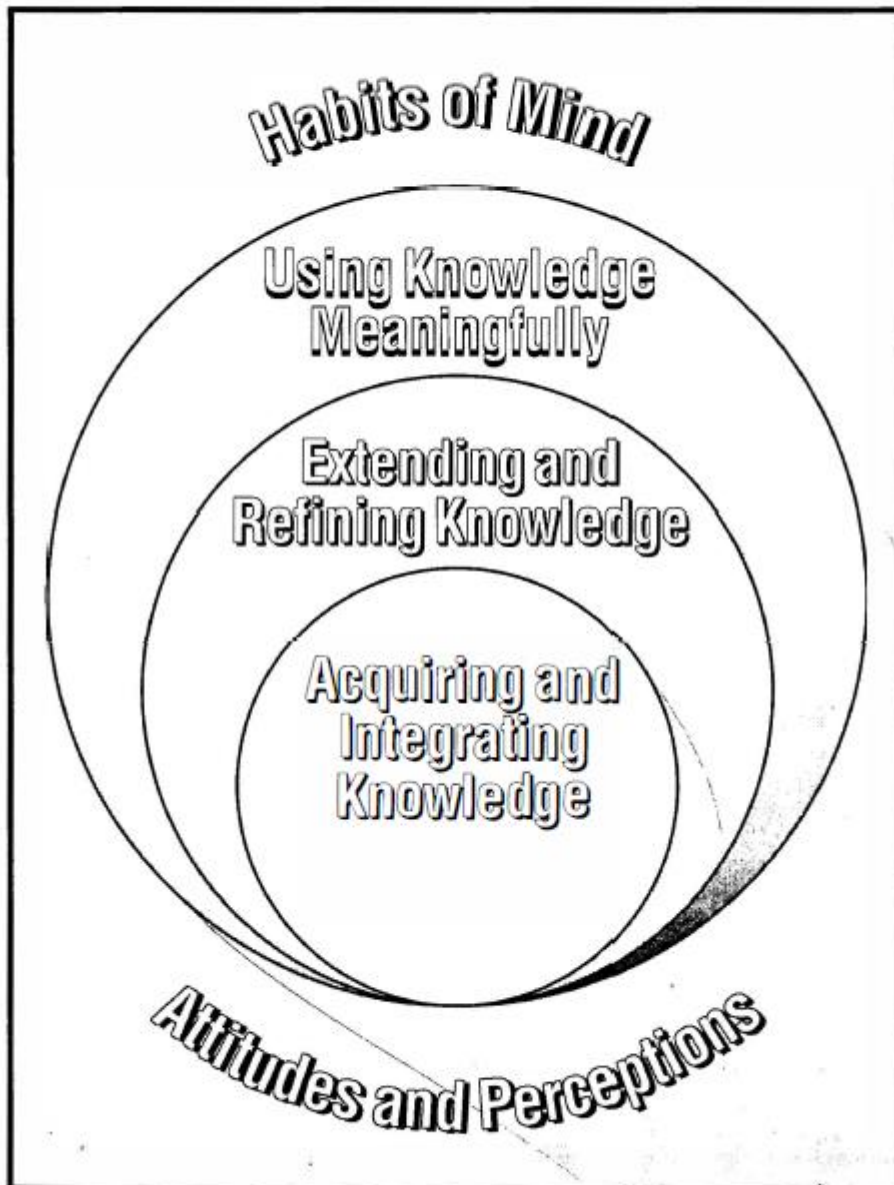 Habits of Mind
Using Knowledge
Meaningfully
Extending and
Refining Knowledge
Acquiring and
Integrating
Knowledge
Attitudes and Perceptions